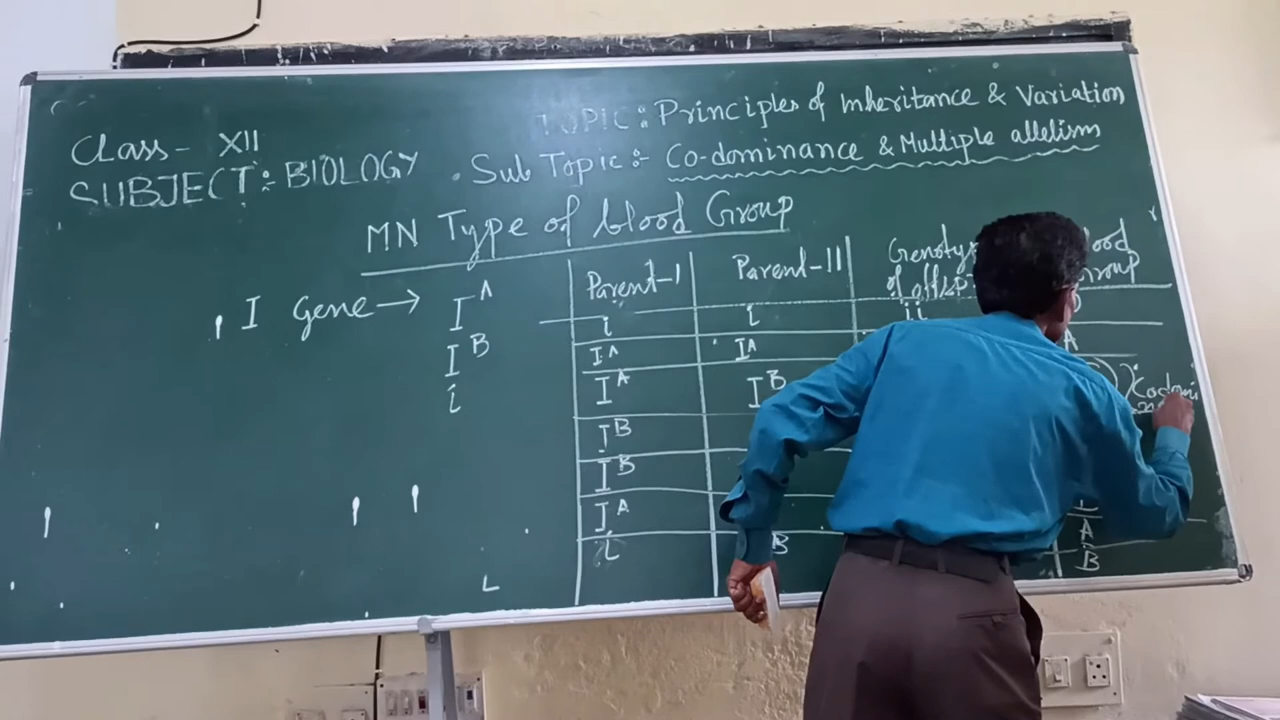 TOPIC:- Principles of Inheritance & Variation
Class- XII
SUBJECT:- BIOLOGY . Sub Topic:- Co-dominance & Multiple allelism
MN Type of blood Group
I Gene → I^A
I^B
i
Parent-I Parent-II
Group
i i ii
I^A I^A A
I^A I^B
I^B
I^B
I^A A
i B B
L